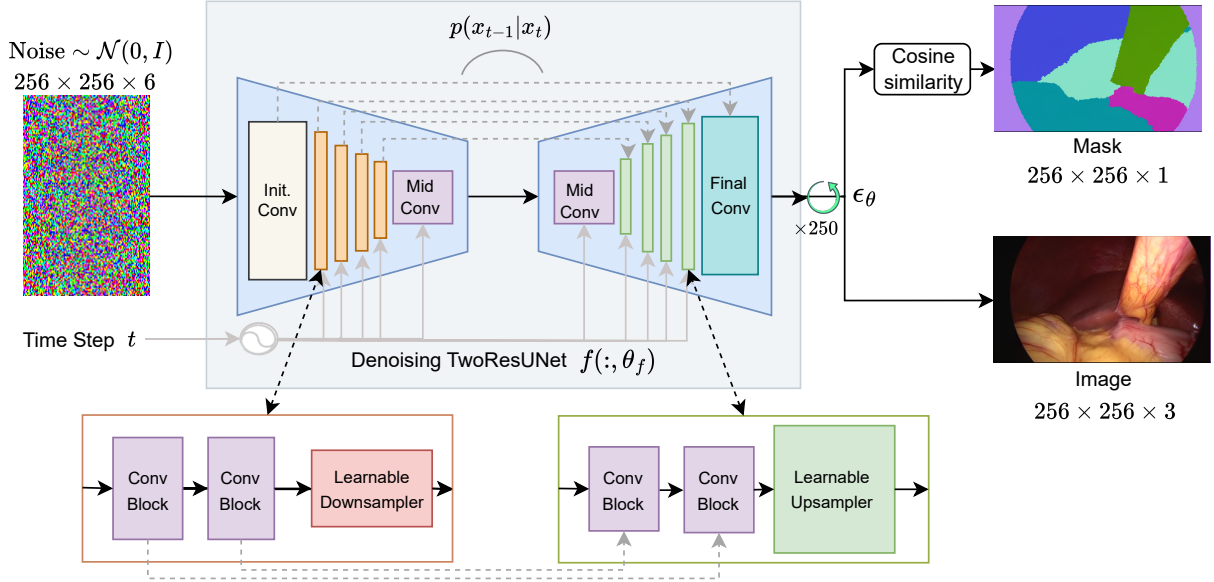 Noise ∼ 𝒩(0, I)
256 × 256 × 6
p(x_{t−1}|x_t)
Init.
Conv
Mid
Conv
Mid
Conv
Final
Conv
×250
ϵ_θ
Cosine
similarity
Mask
256 × 256 × 1
Image
256 × 256 × 3
Time Step t
Denoising TwoResUNet f(:, θ_f)
Conv
Block
Conv
Block
Learnable
Downsampler
Conv
Block
Conv
Block
Learnable
Upsampler